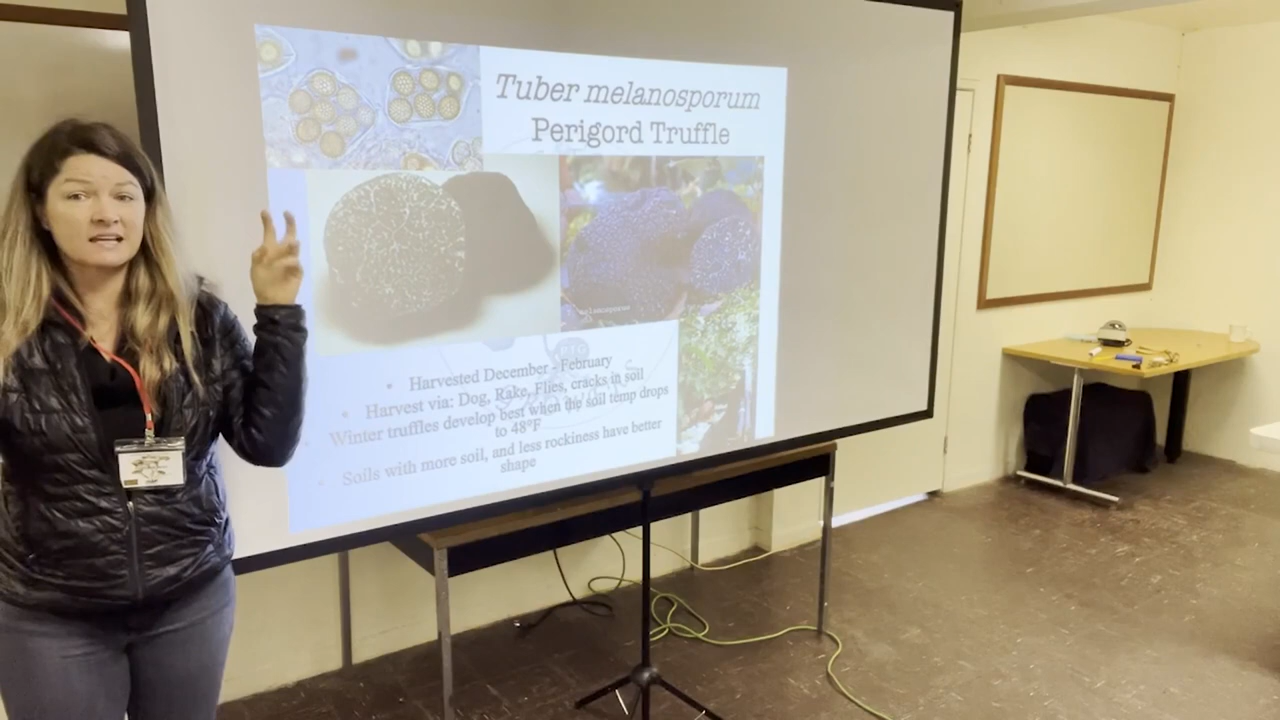 Tuber melanosporum
Perigord Truffle
melanosporum
• Harvested December - February
• Harvest via: Dog, Rake, Flies, cracks in soil
• Winter truffles develop best when the soil temp drops
to 48°F
• Soils with more soil, and less rockiness have better
shape